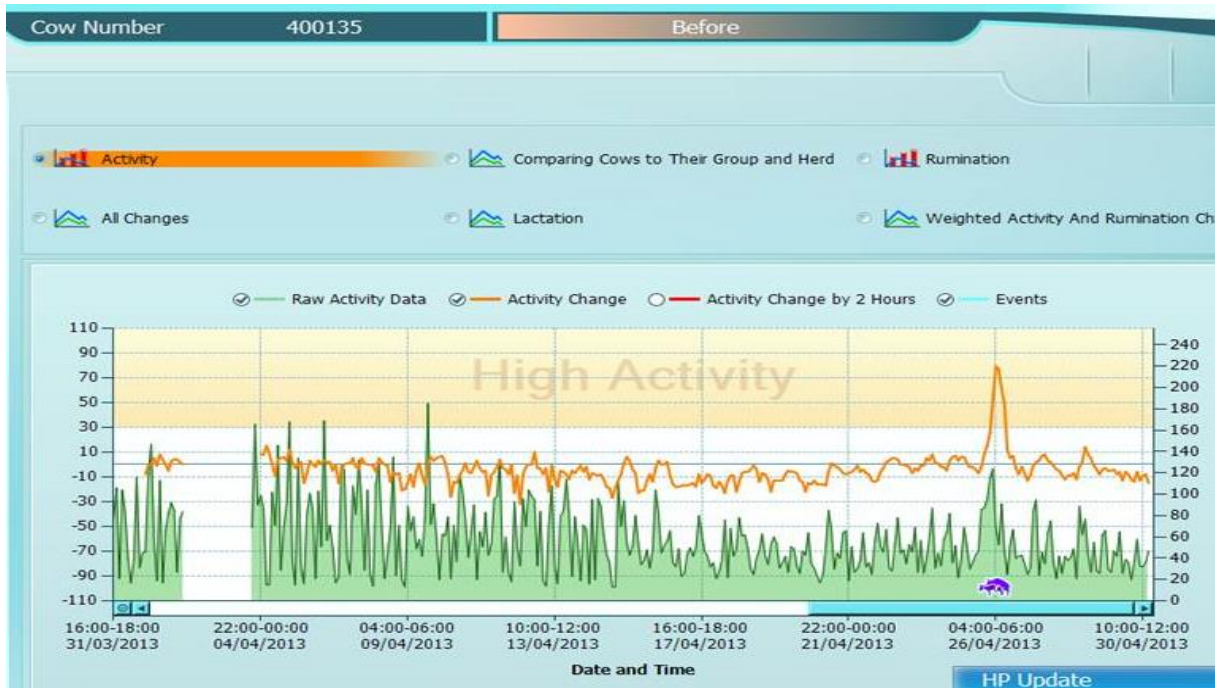 Cow Number 400135 Before
Activity Comparing Cows to Their Group and Herd Rumination
All Changes Lactation Weighted Activity And Rumination Ch
Raw Activity Data Activity Change Activity Change by 2 Hours Events
High Activity
110
90
70
50
30
10
-10
-30
-50
-70
-90
-110
240
220
200
180
160
140
120
100
80
60
40
20
0
16:00-18:00 22:00-00:00 04:00-06:00 10:00-12:00 16:00-18:00 22:00-00:00 04:00-06:00 10:00-12:00
31/03/2013 04/04/2013 09/04/2013 13/04/2013 17/04/2013 21/04/2013 26/04/2013 30/04/2013
Date and Time
HP Update